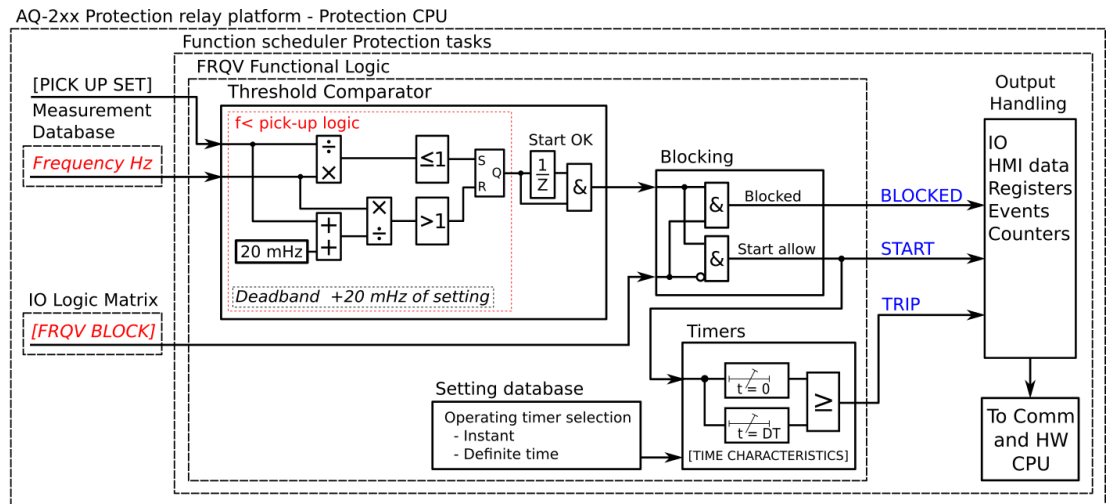 AQ-2xx Protection relay platform - Protection CPU
Function scheduler Protection tasks
FRQV Functional Logic
[PICK UP SET]
Measurement
Database
Frequency Hz
Threshold Comparator
f< pick-up logic
÷
×
≤1
S
Q
R
Start OK
1
Z
&
×
÷
>1
+
+
20 mHz
Deadband +20 mHz of setting
IO Logic Matrix
[FRQV BLOCK]
Blocking
&
Blocked
&
Start allow
BLOCKED
START
TRIP
Output
Handling
IO
HMI data
Registers
Events
Counters
Timers
t = 0
t = DT
≥
[TIME CHARACTERISTICS]
Setting database
Operating timer selection
- Instant
- Definite time
To Comm
and HW
CPU